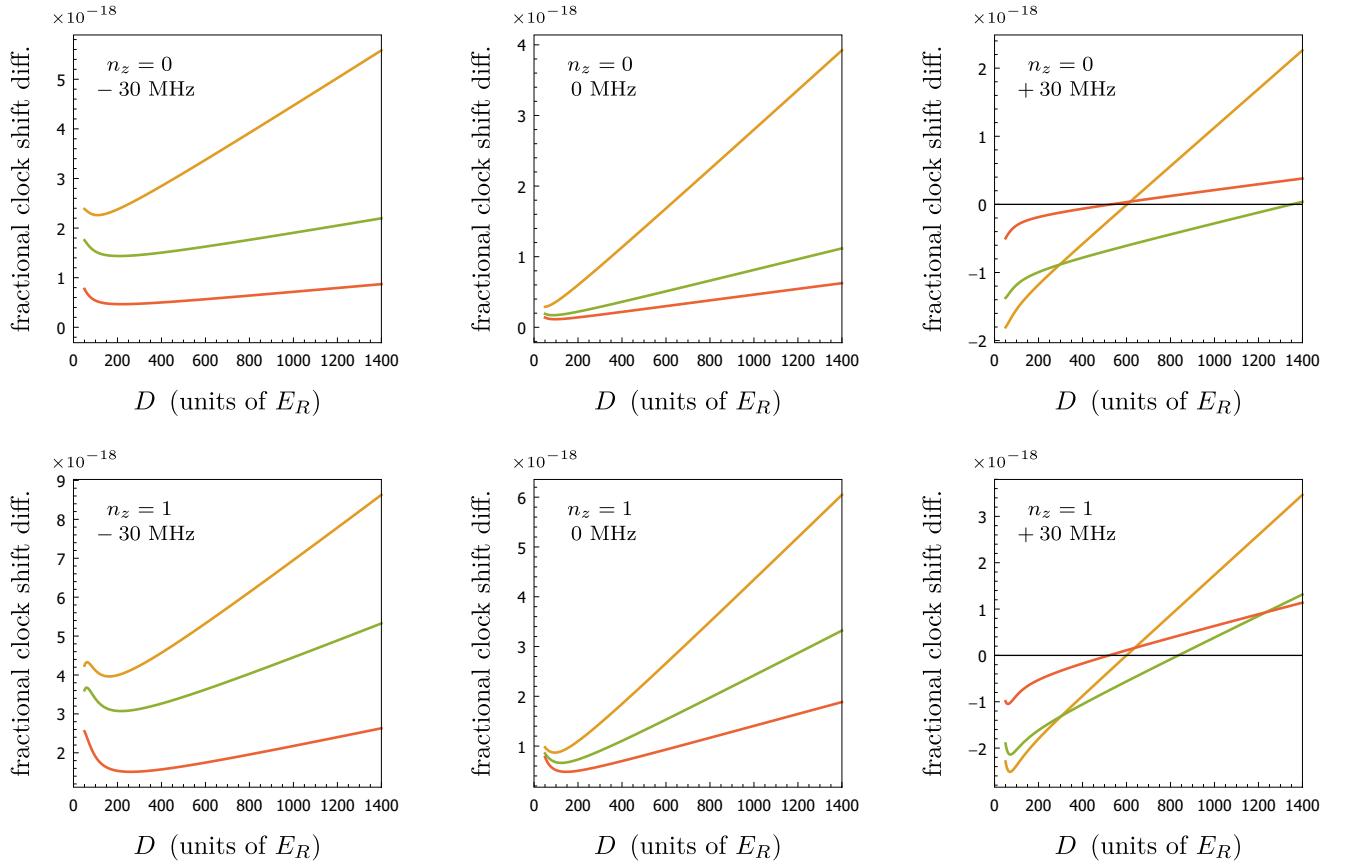 ×10⁻¹⁸
fractional clock shift diff.
n_z = 0
− 30 MHz
5
4
3
2
1
0
0 200 400 600 800 1000 1200 1400
D (units of E_R)
×10⁻¹⁸
fractional clock shift diff.
n_z = 0
0 MHz
4
3
2
1
0
0 200 400 600 800 1000 1200 1400
D (units of E_R)
×10⁻¹⁸
fractional clock shift diff.
n_z = 0
+ 30 MHz
2
1
0
−1
−2
0 200 400 600 800 1000 1200 1400
D (units of E_R)
×10⁻¹⁸
fractional clock shift diff.
n_z = 1
− 30 MHz
9
8
7
6
5
4
3
2
0 200 400 600 800 1000 1200 1400
D (units of E_R)
×10⁻¹⁸
fractional clock shift diff.
n_z = 1
0 MHz
6
5
4
3
2
1
0 200 400 600 800 1000 1200 1400
D (units of E_R)
×10⁻¹⁸
fractional clock shift diff.
n_z = 1
+ 30 MHz
3
2
1
0
−1
−2
0 200 400 600 800 1000 1200 1400
D (units of E_R)